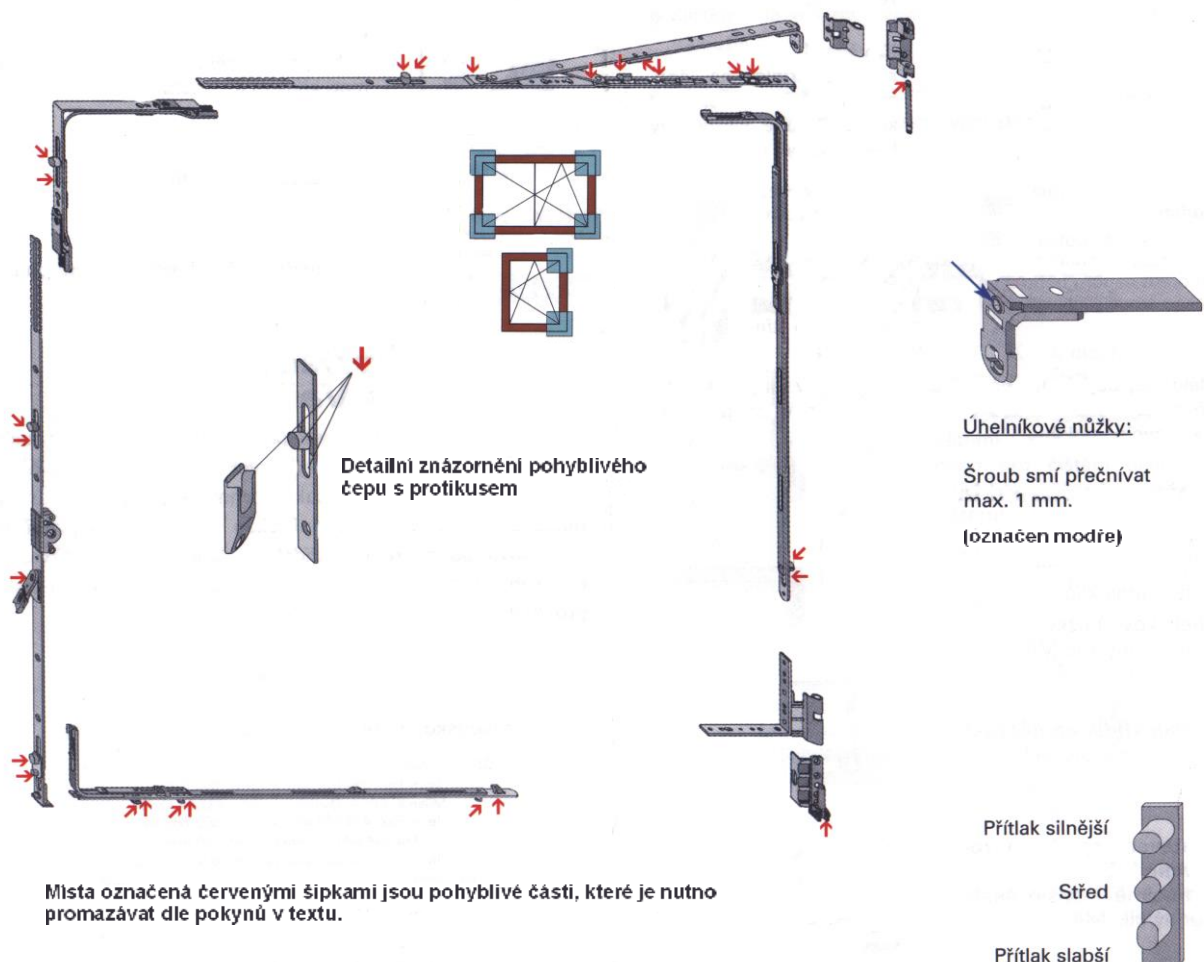 Detailní znázornění pohyblivého
čepu s protikusem
Úhelníkové nůžky:
Šroub smí přečnívat
max. 1 mm.
(označen modře)
Přítlak silnější
Střed
Přítlak slabší
Místa označená červenými šipkami jsou pohyblivé části, které je nutno
promazávat dle pokynů v textu.